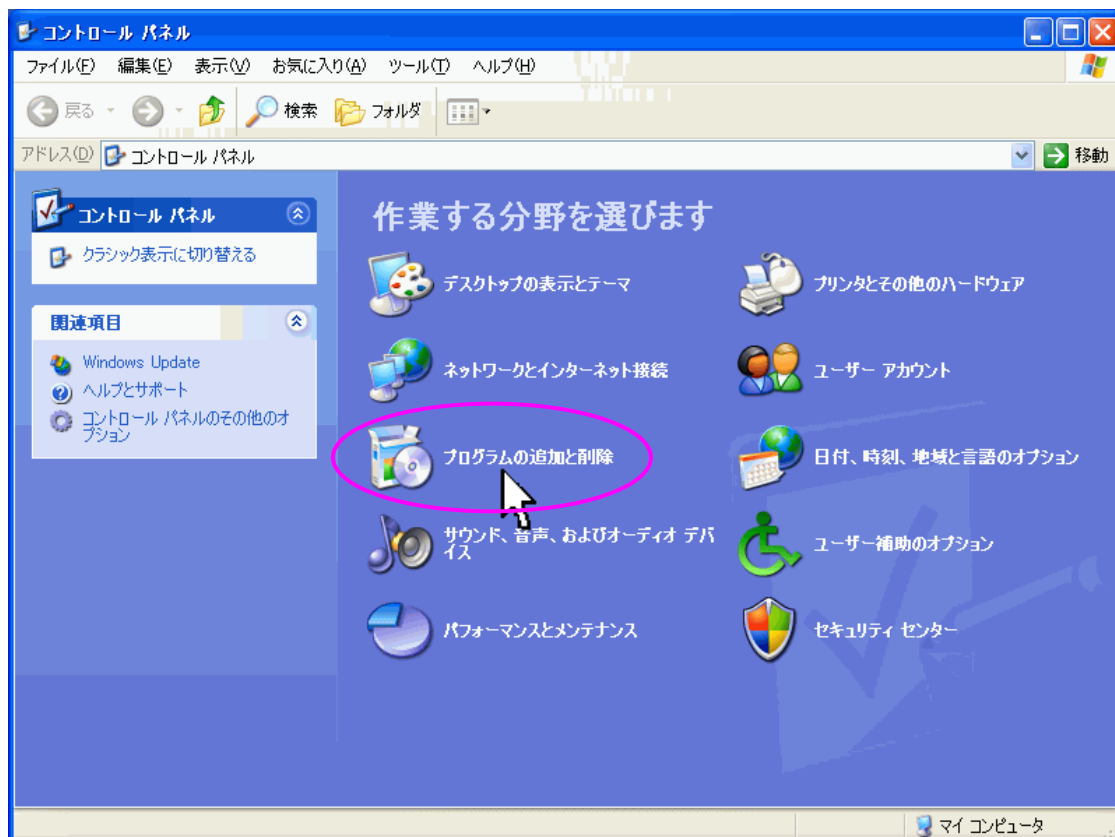 コントロール パネル
ファイル(F) 編集(E) 表示(V) お気に入り(A) ツール(T) ヘルプ(H)
戻る 検索 フォルダ
アドレス(D) コントロール パネル 移動
コントロール パネル
クラシック表示に切り替える
関連項目
Windows Update
ヘルプとサポート
コントロール パネルのその他のオ
プション
作業する分野を選びます
デスクトップの表示とテーマ
プリンタとその他のハードウェア
ネットワークとインターネット接続
ユーザー アカウント
プログラムの追加と削除
日付、時刻、地域と言語のオプション
サウンド、音声、およびオーディオ デバ
イス
ユーザー補助のオプション
パフォーマンスとメンテナンス
セキュリティ センター
マイ コンピュータ